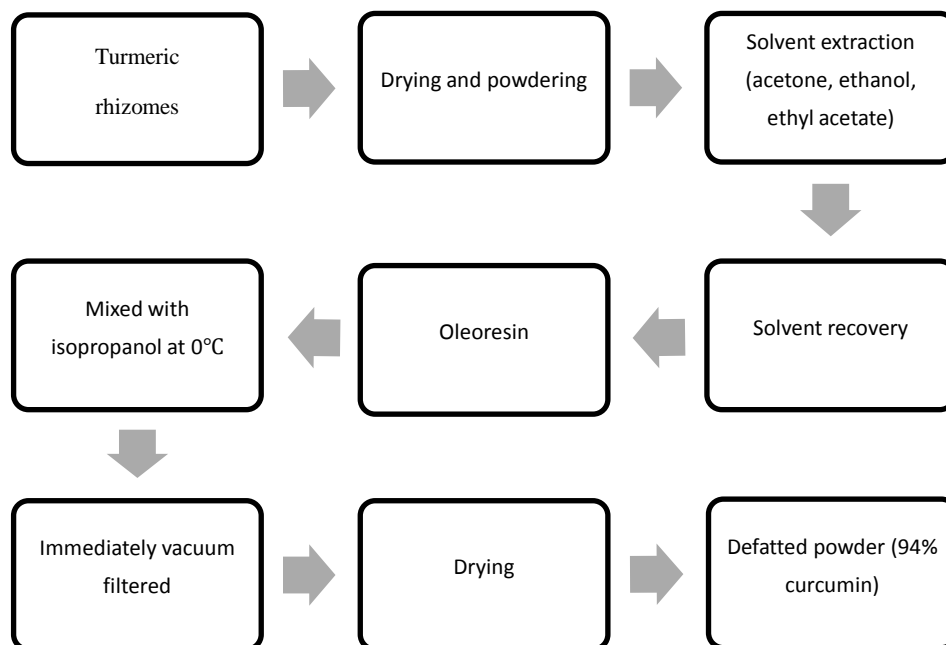 Turmeric
rhizomes
Drying and powdering
Solvent extraction
(acetone, ethanol,
ethyl acetate)
Solvent recovery
Oleoresin
Mixed with
isopropanol at 0℃
Immediately vacuum
filtered
Drying
Defatted powder (94%
curcumin)